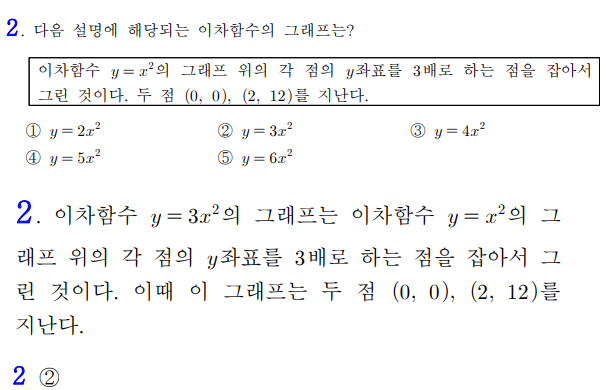 2. 다음 설명에 해당되는 이차함수의 그래프는?
이차함수 y=x²의 그래프 위의 각 점의 y좌표를 3배로 하는 점을 잡아서
그린 것이다. 두 점 (0, 0), (2, 12)를 지난다.
① y=2x² ② y=3x² ③ y=4x²
④ y=5x² ⑤ y=6x²
2. 이차함수 y=3x²의 그래프는 이차함수 y=x²의 그
래프 위의 각 점의 y좌표를 3배로 하는 점을 잡아서 그
린 것이다. 이때 이 그래프는 두 점 (0, 0), (2, 12)를
지난다.
2 ②